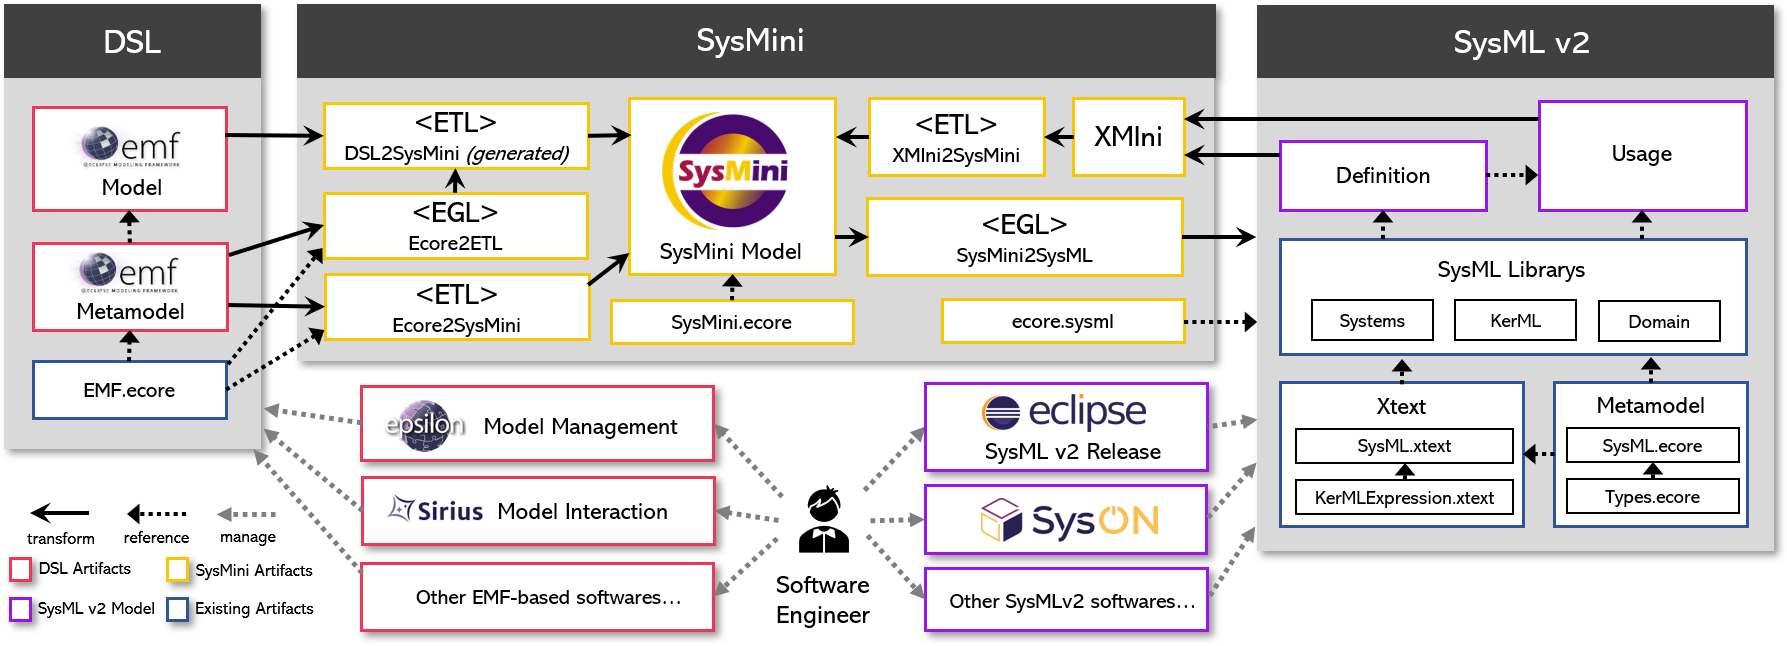 DSL
emf
@ECLIPSE MODELING FRAMEWORK
Model
emf
@ECLIPSE MODELING FRAMEWORK
Metamodel
EMF.ecore
SysMini
<ETL>
DSL2SysMini (generated)
<EGL>
Ecore2ETL
<ETL>
Ecore2SysMini
SysMini
SysMini Model
SysMini.ecore
<ETL>
XMIni2SysMini
XMIni
<EGL>
SysMini2SysML
ecore.sysml
SysML v2
Definition
Usage
SysML Librarys
Systems
KerML
Domain
Xtext
SysML.xtext
KerMLExpression.xtext
Metamodel
SysML.ecore
Types.ecore
epsilon Model Management
Sirius Model Interaction
Other EMF-based softwares...
Software
Engineer
eclipse
SysML v2 Release
SysON
Other SysMLv2 softwares...
transform
reference
manage
DSL Artifacts
SysMini Artifacts
SysML v2 Model
Existing Artifacts